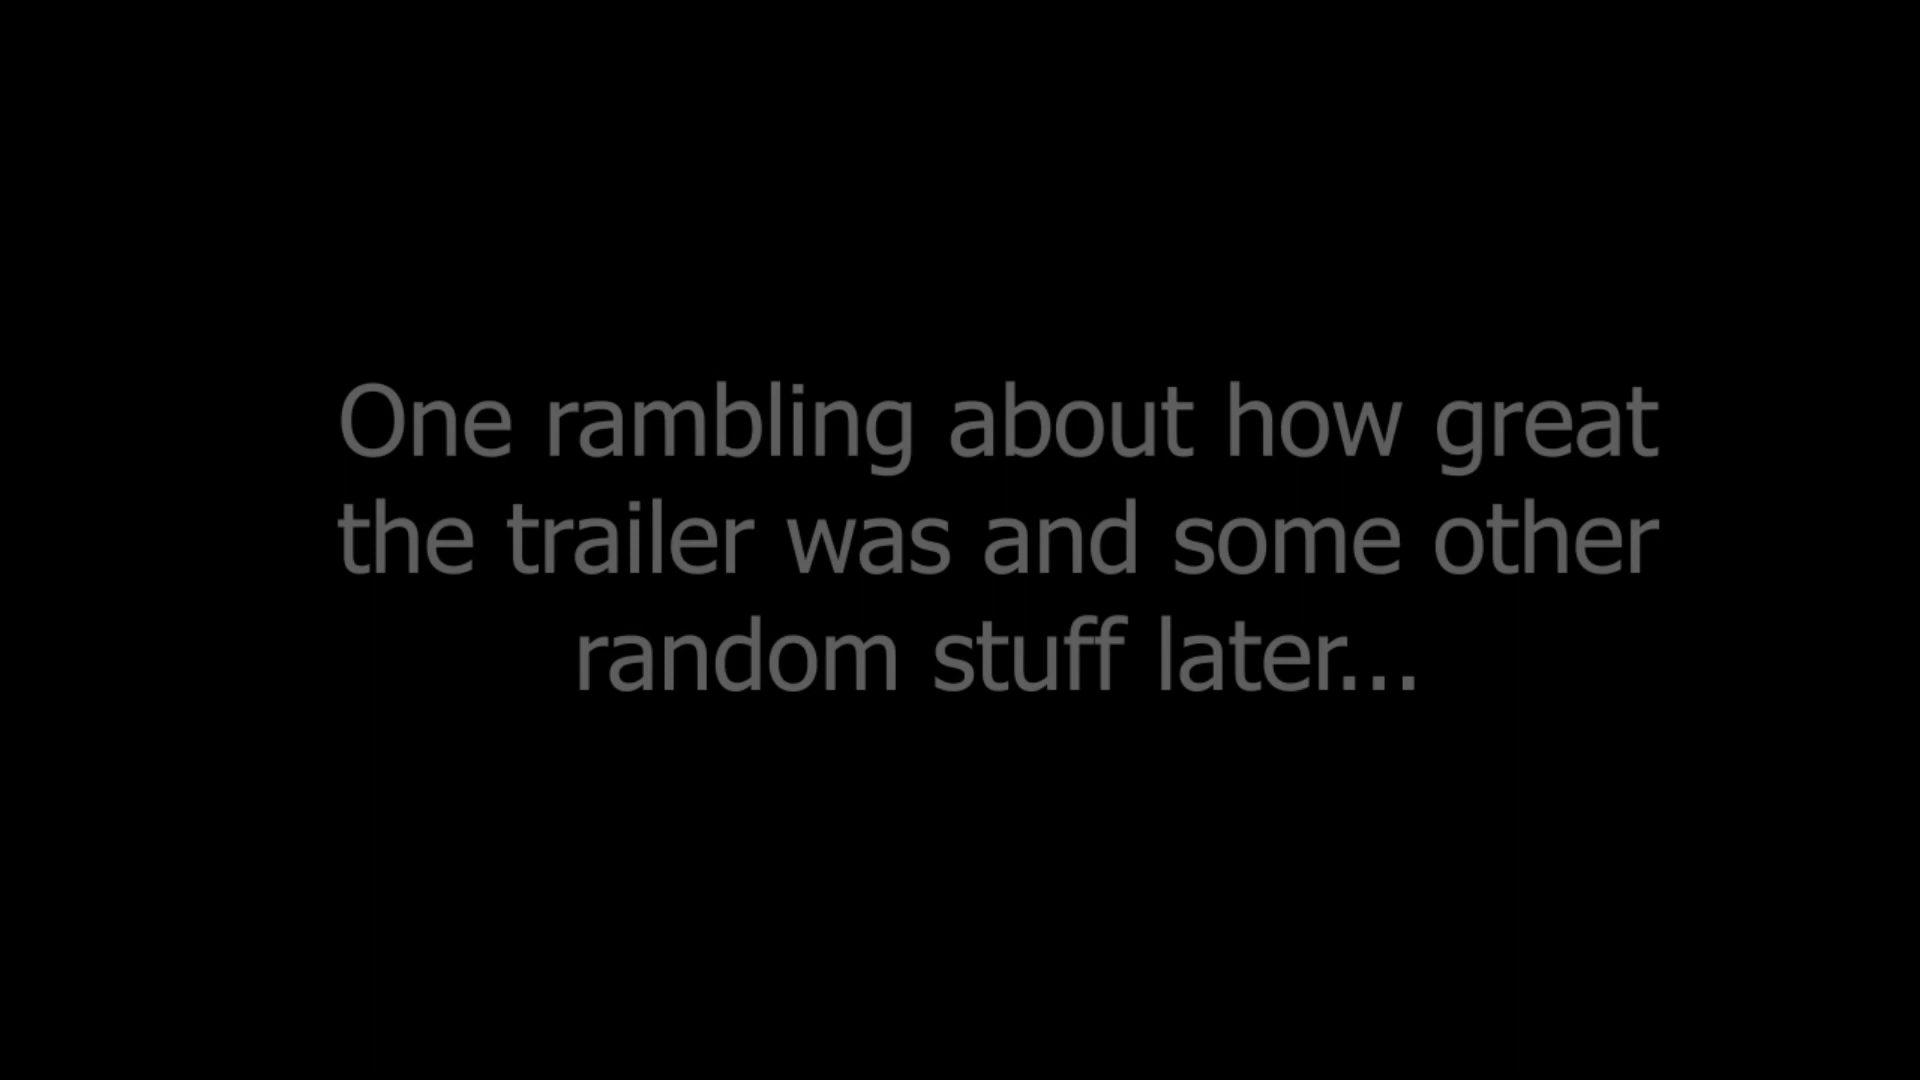 One rambling about how great
the trailer was and some other
random stuff later...